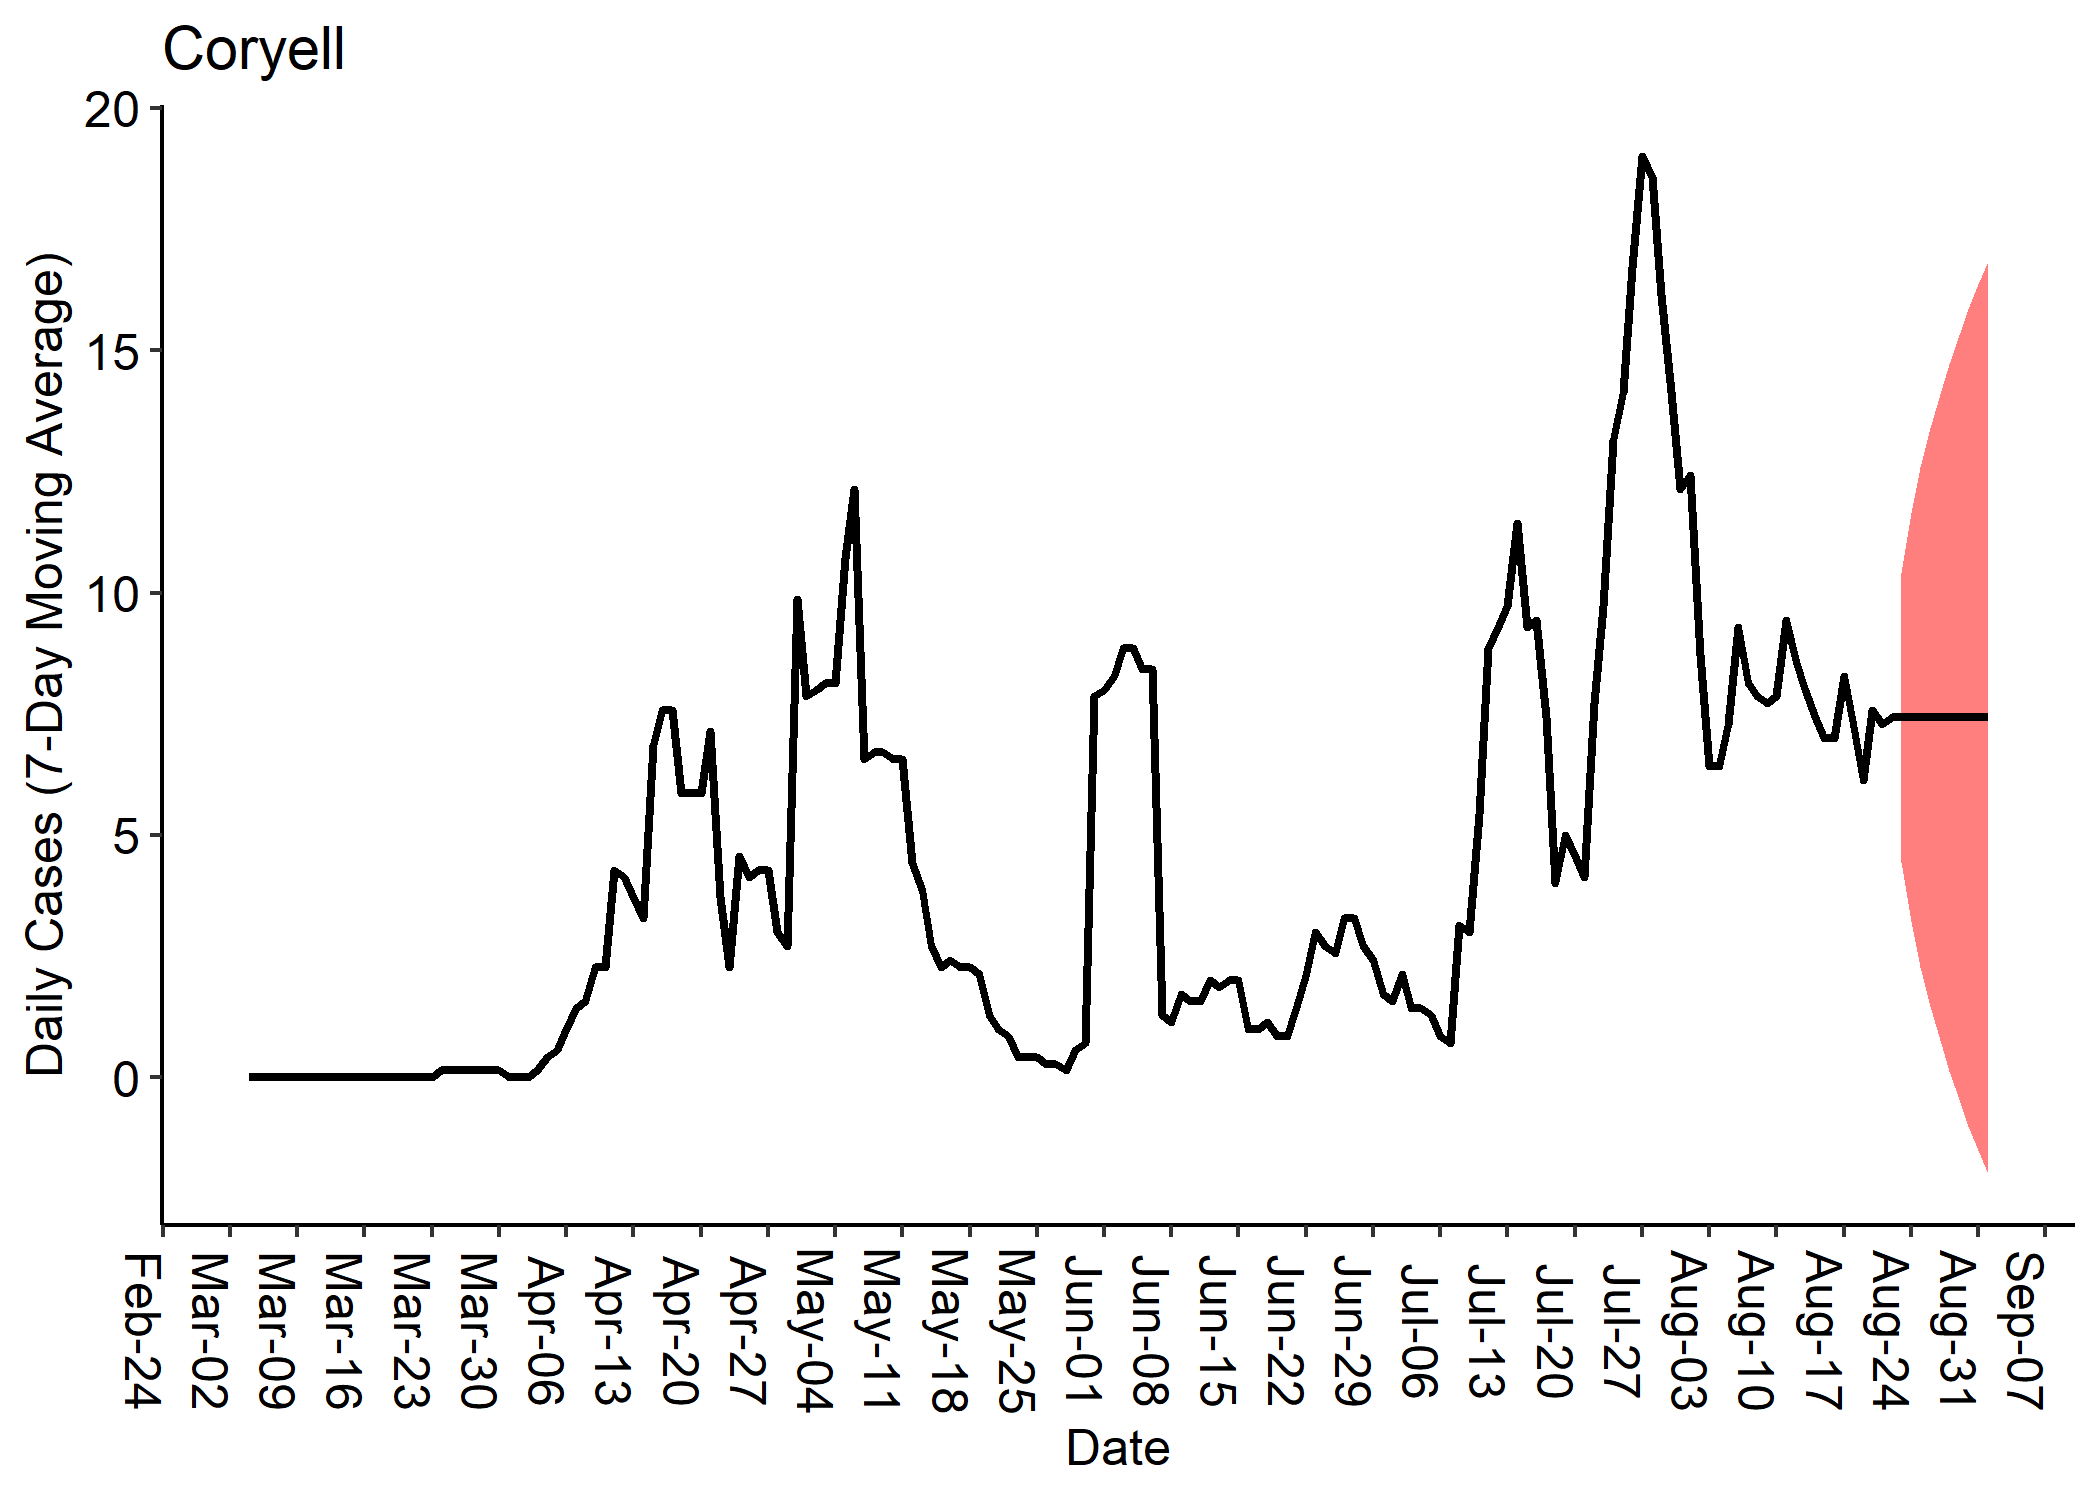 Coryell
Daily Cases (7-Day Moving Average)
20
15
10
5
0
Feb-24
Mar-02
Mar-09
Mar-16
Mar-23
Mar-30
Apr-06
Apr-13
Apr-20
Apr-27
May-04
May-11
May-18
May-25
Jun-01
Jun-08
Jun-15
Jun-22
Jun-29
Jul-06
Jul-13
Jul-20
Jul-27
Aug-03
Aug-10
Aug-17
Aug-24
Aug-31
Sep-07
Date